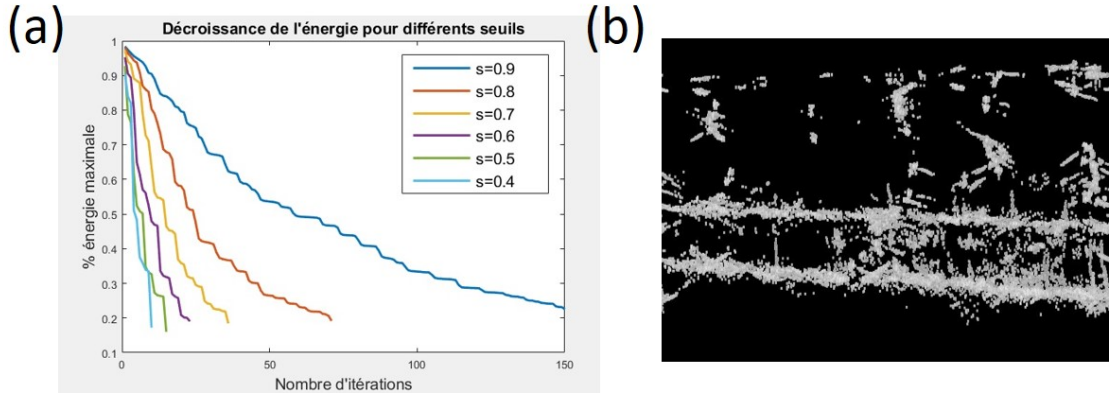 (a)
Décroissance de l'énergie pour différents seuils
1
0.9
0.8
0.7
0.6
0.5
0.4
0.3
0.2
0.1
% énergie maximale
s=0.9
s=0.8
s=0.7
s=0.6
s=0.5
s=0.4
0 50 100 150
Nombre d'itérations
(b)